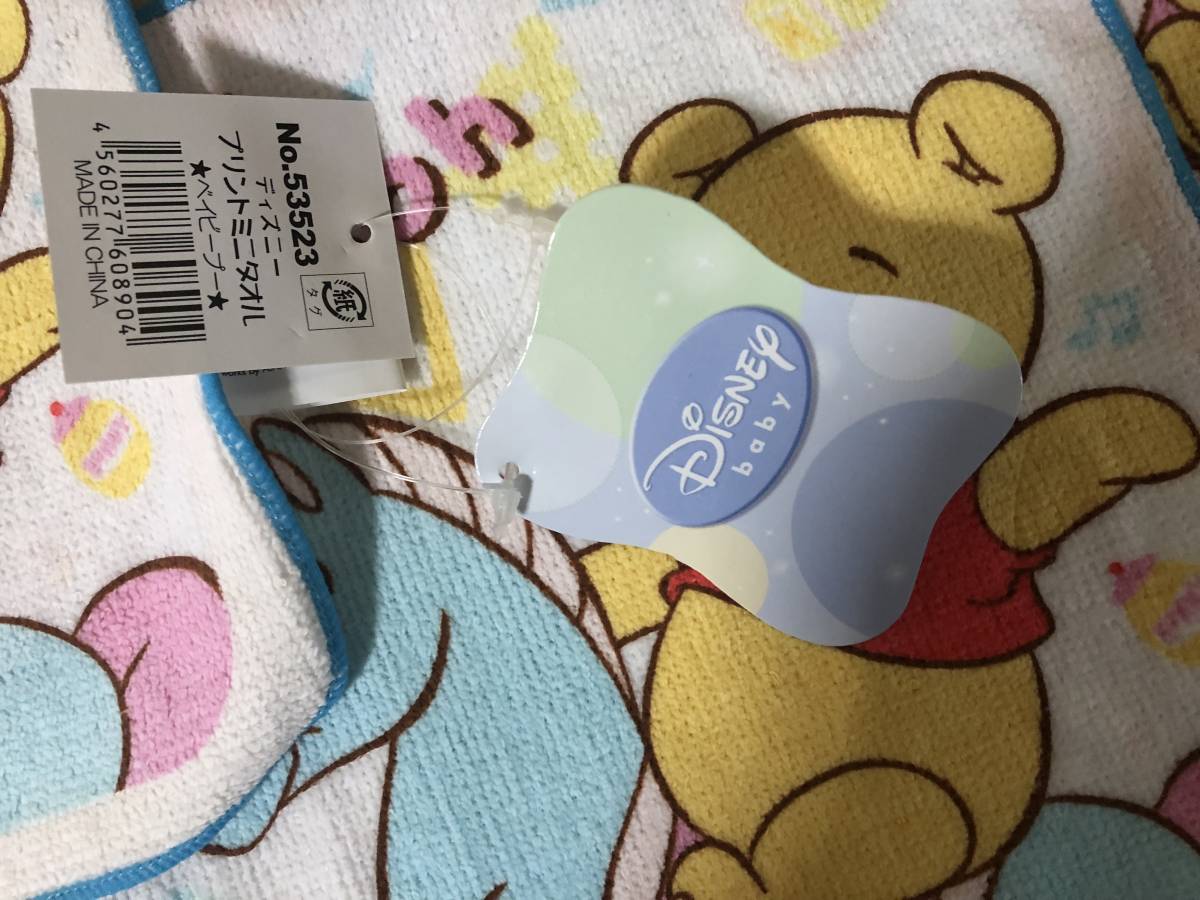 No.53523
ディズニー
プリントミニタオル
★ベイビープー★
4 560277 608904
MADE IN CHINA
紙
タグ
Disney
baby